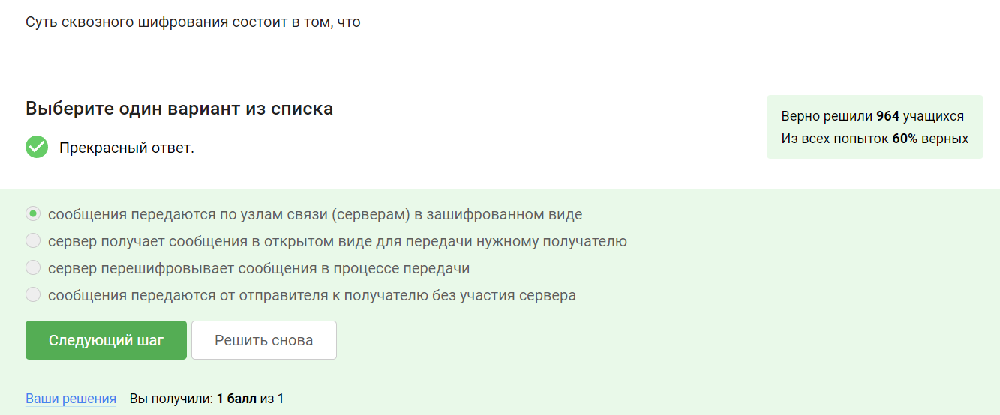 Суть сквозного шифрования состоит в том, что
Выберите один вариант из списка
Прекрасный ответ.
Верно решили 964 учащихся
Из всех попыток 60% верных
сообщения передаются по узлам связи (серверам) в зашифрованном виде
сервер получает сообщения в открытом виде для передачи нужному получателю
сервер перешифровывает сообщения в процессе передачи
сообщения передаются от отправителя к получателю без участия сервера
Следующий шаг
Решить снова
Ваши решения Вы получили: 1 балл из 1